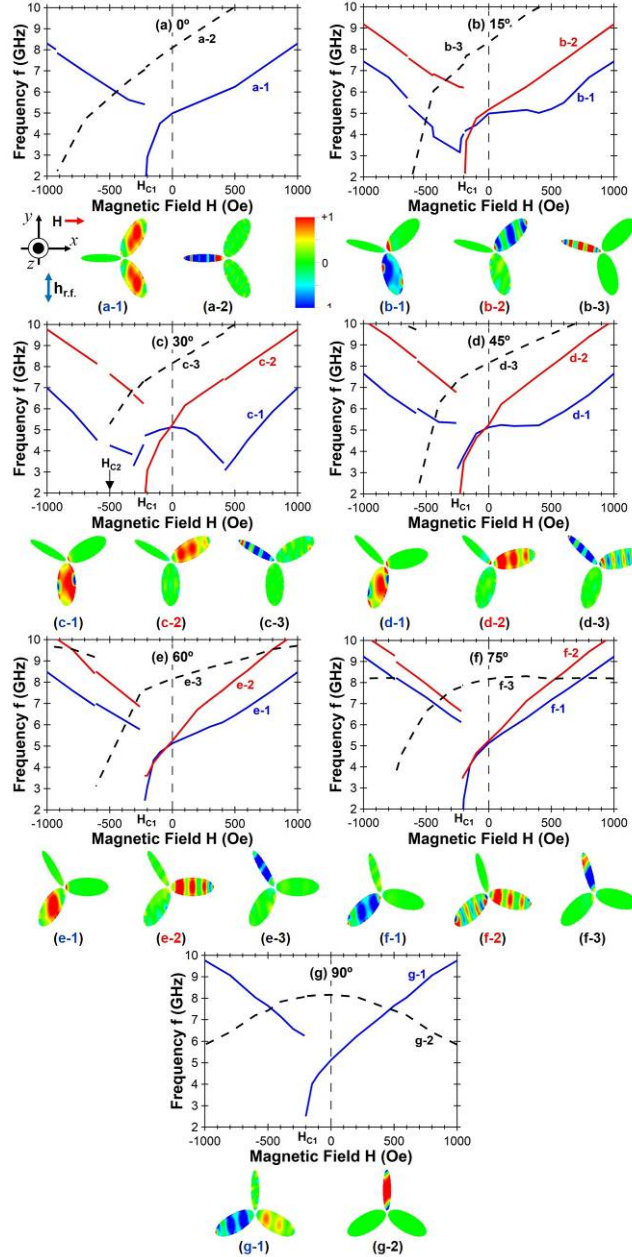 (a) 0º
a-2
a-1
Frequency f (GHz)
10
9
8
7
6
5
4
3
2
-1000
-500
HC1
0
500
1000
Magnetic Field H (Oe)
(b) 15º
b-3
b-2
b-1
Frequency f (GHz)
10
9
8
7
6
5
4
3
2
-1000
-500
HC1
0
500
1000
Magnetic Field H (Oe)
y
H
x
z
hr.f.
+1
0
-1
(a-1)
(a-2)
(b-1)
(b-2)
(b-3)
(c) 30º
c-3
c-2
c-1
HC2
Frequency f (GHz)
10
9
8
7
6
5
4
3
2
-1000
-500
HC1
0
500
1000
Magnetic Field H (Oe)
(d) 45º
d-3
d-2
d-1
Frequency f (GHz)
10
9
8
7
6
5
4
3
2
-1000
-500
HC1
0
500
1000
Magnetic Field H (Oe)
(c-1)
(c-2)
(c-3)
(d-1)
(d-2)
(d-3)
(e) 60º
e-3
e-2
e-1
Frequency f (GHz)
10
9
8
7
6
5
4
3
2
-1000
-500
HC1
0
500
1000
Magnetic Field H (Oe)
(f) 75º
f-2
f-3
f-1
Frequency f (GHz)
10
9
8
7
6
5
4
3
2
-1000
-500
HC1
0
500
1000
Magnetic Field H (Oe)
(e-1)
(e-2)
(e-3)
(f-1)
(f-2)
(f-3)
(g) 90º
g-1
g-2
Frequency f (GHz)
10
9
8
7
6
5
4
3
2
-1000
-500
HC1
0
500
1000
Magnetic Field H (Oe)
(g-1)
(g-2)